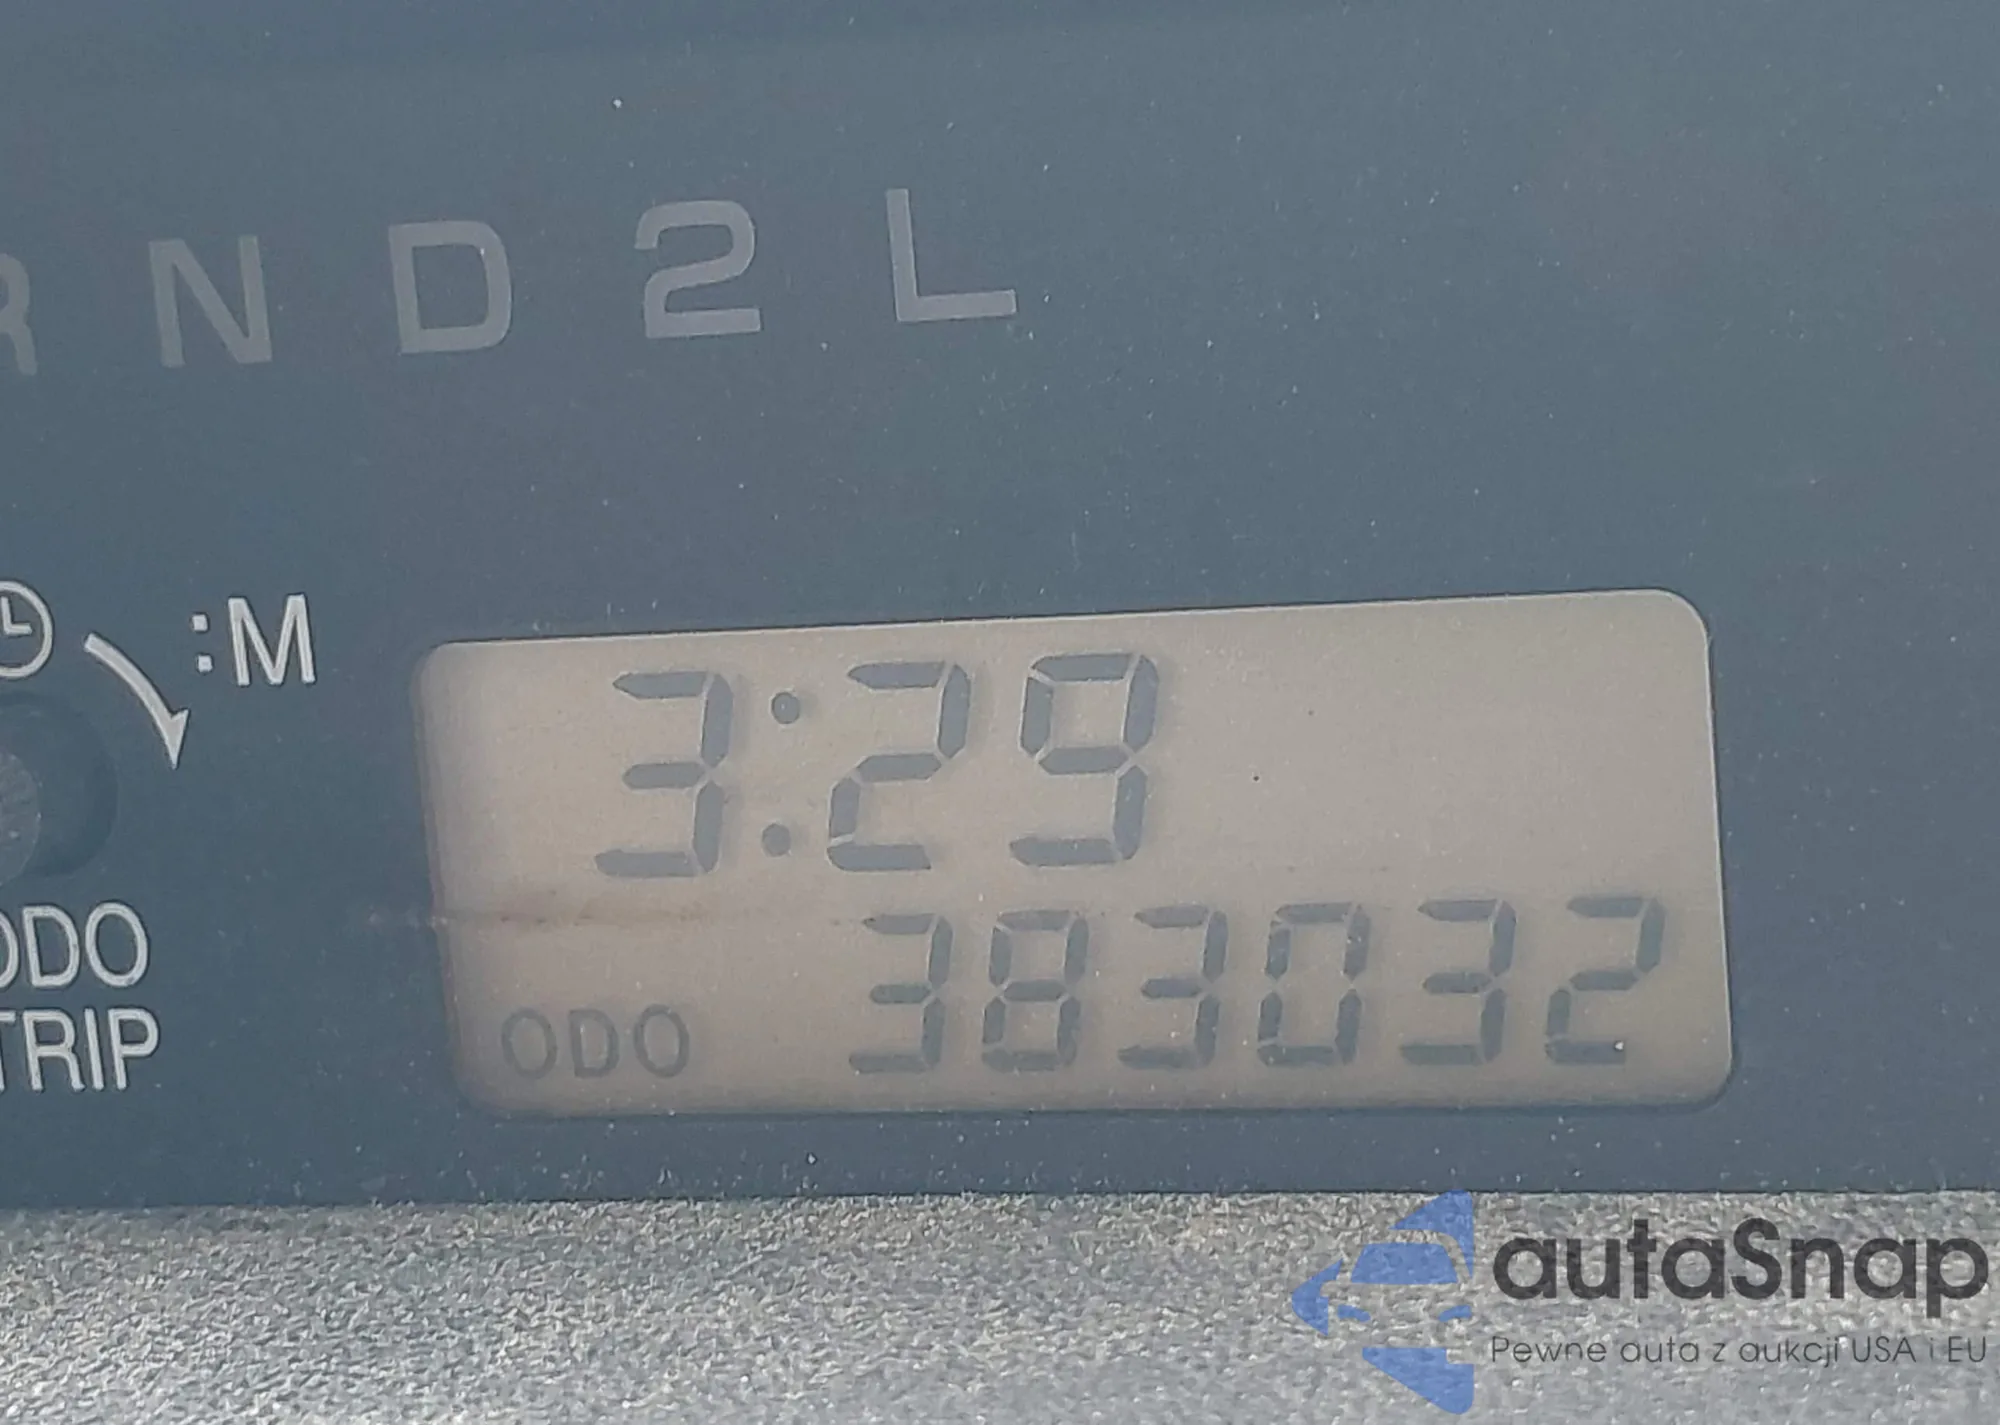 R N D 2 L
:M
3:29
ODO
TRIP
ODO 383032
autaSnap
Pewne auta z aukcji USA i EU